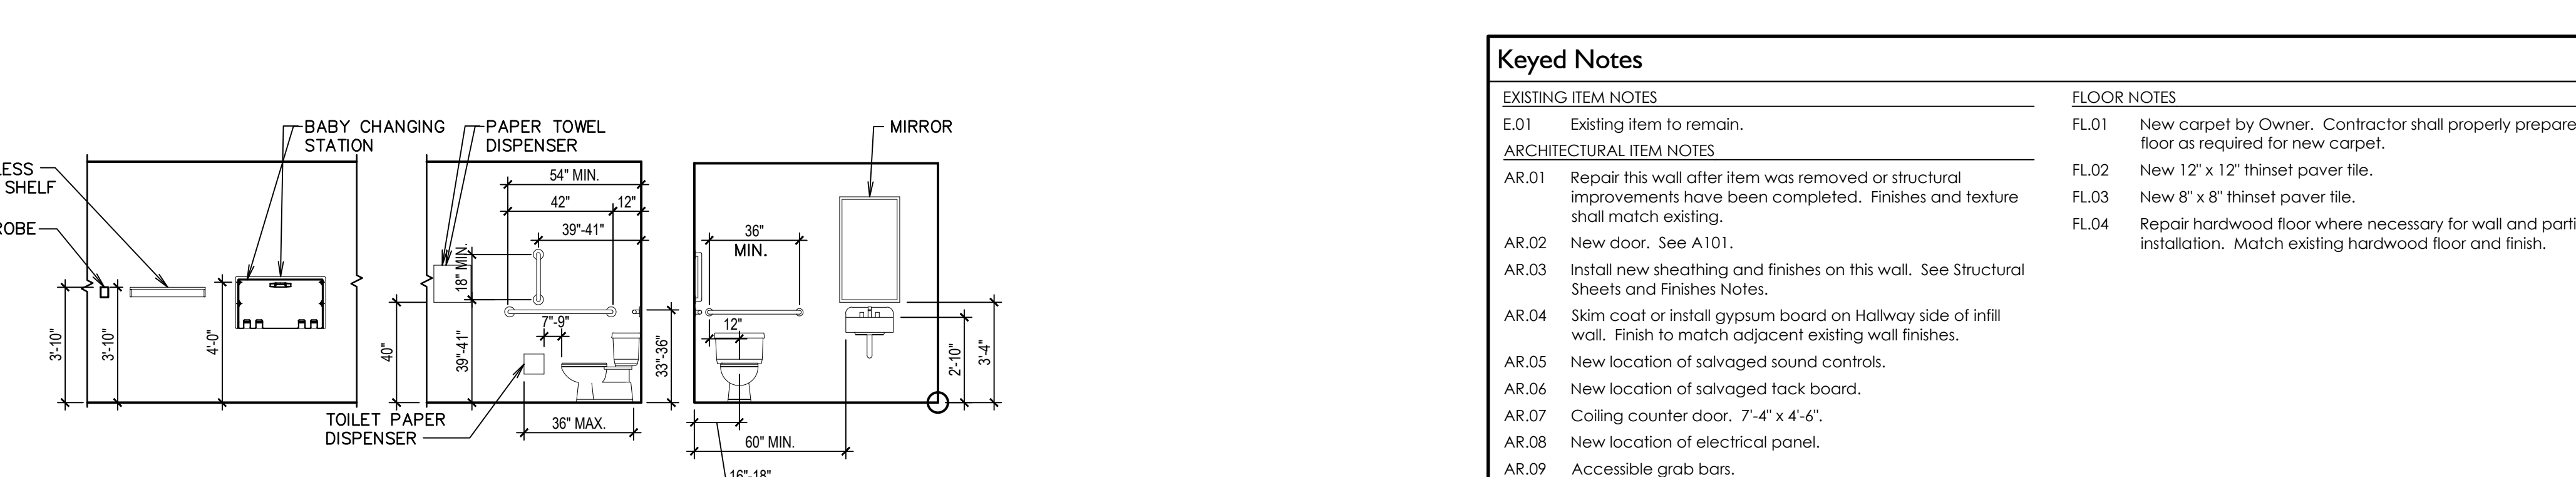 BABY CHANGING
STATION
PAPER TOWEL
DISPENSER
MIRROR
LESS
SHELF
ROBE
54" MIN.
42"
12"
39"-41"
18" MIN.
36"
MIN.
7"-9"
12"
3'-10"
3'-10"
4'-0"
40"
39"-41"
33"-36"
2'-10"
3'-4"
TOILET PAPER
DISPENSER
36" MAX.
60" MIN.
16"-18"
Keyed Notes
EXISTING ITEM NOTES
E.01 Existing item to remain.
ARCHITECTURAL ITEM NOTES
AR.01 Repair this wall after item was removed or structural
improvements have been completed. Finishes and texture
shall match existing.
AR.02 New door. See A101.
AR.03 Install new sheathing and finishes on this wall. See Structural
Sheets and Finishes Notes.
AR.04 Skim coat or install gypsum board on Hallway side of infill
wall. Finish to match adjacent existing wall finishes.
AR.05 New location of salvaged sound controls.
AR.06 New location of salvaged tack board.
AR.07 Coiling counter door. 7'-4" x 4'-6".
AR.08 New location of electrical panel.
AR.09 Accessible grab bars.
FLOOR NOTES
FL.01 New carpet by Owner. Contractor shall properly prepare
floor as required for new carpet.
FL.02 New 12" x 12" thinset paver tile.
FL.03 New 8" x 8" thinset paver tile.
FL.04 Repair hardwood floor where necessary for wall and parti
installation. Match existing hardwood floor and finish.